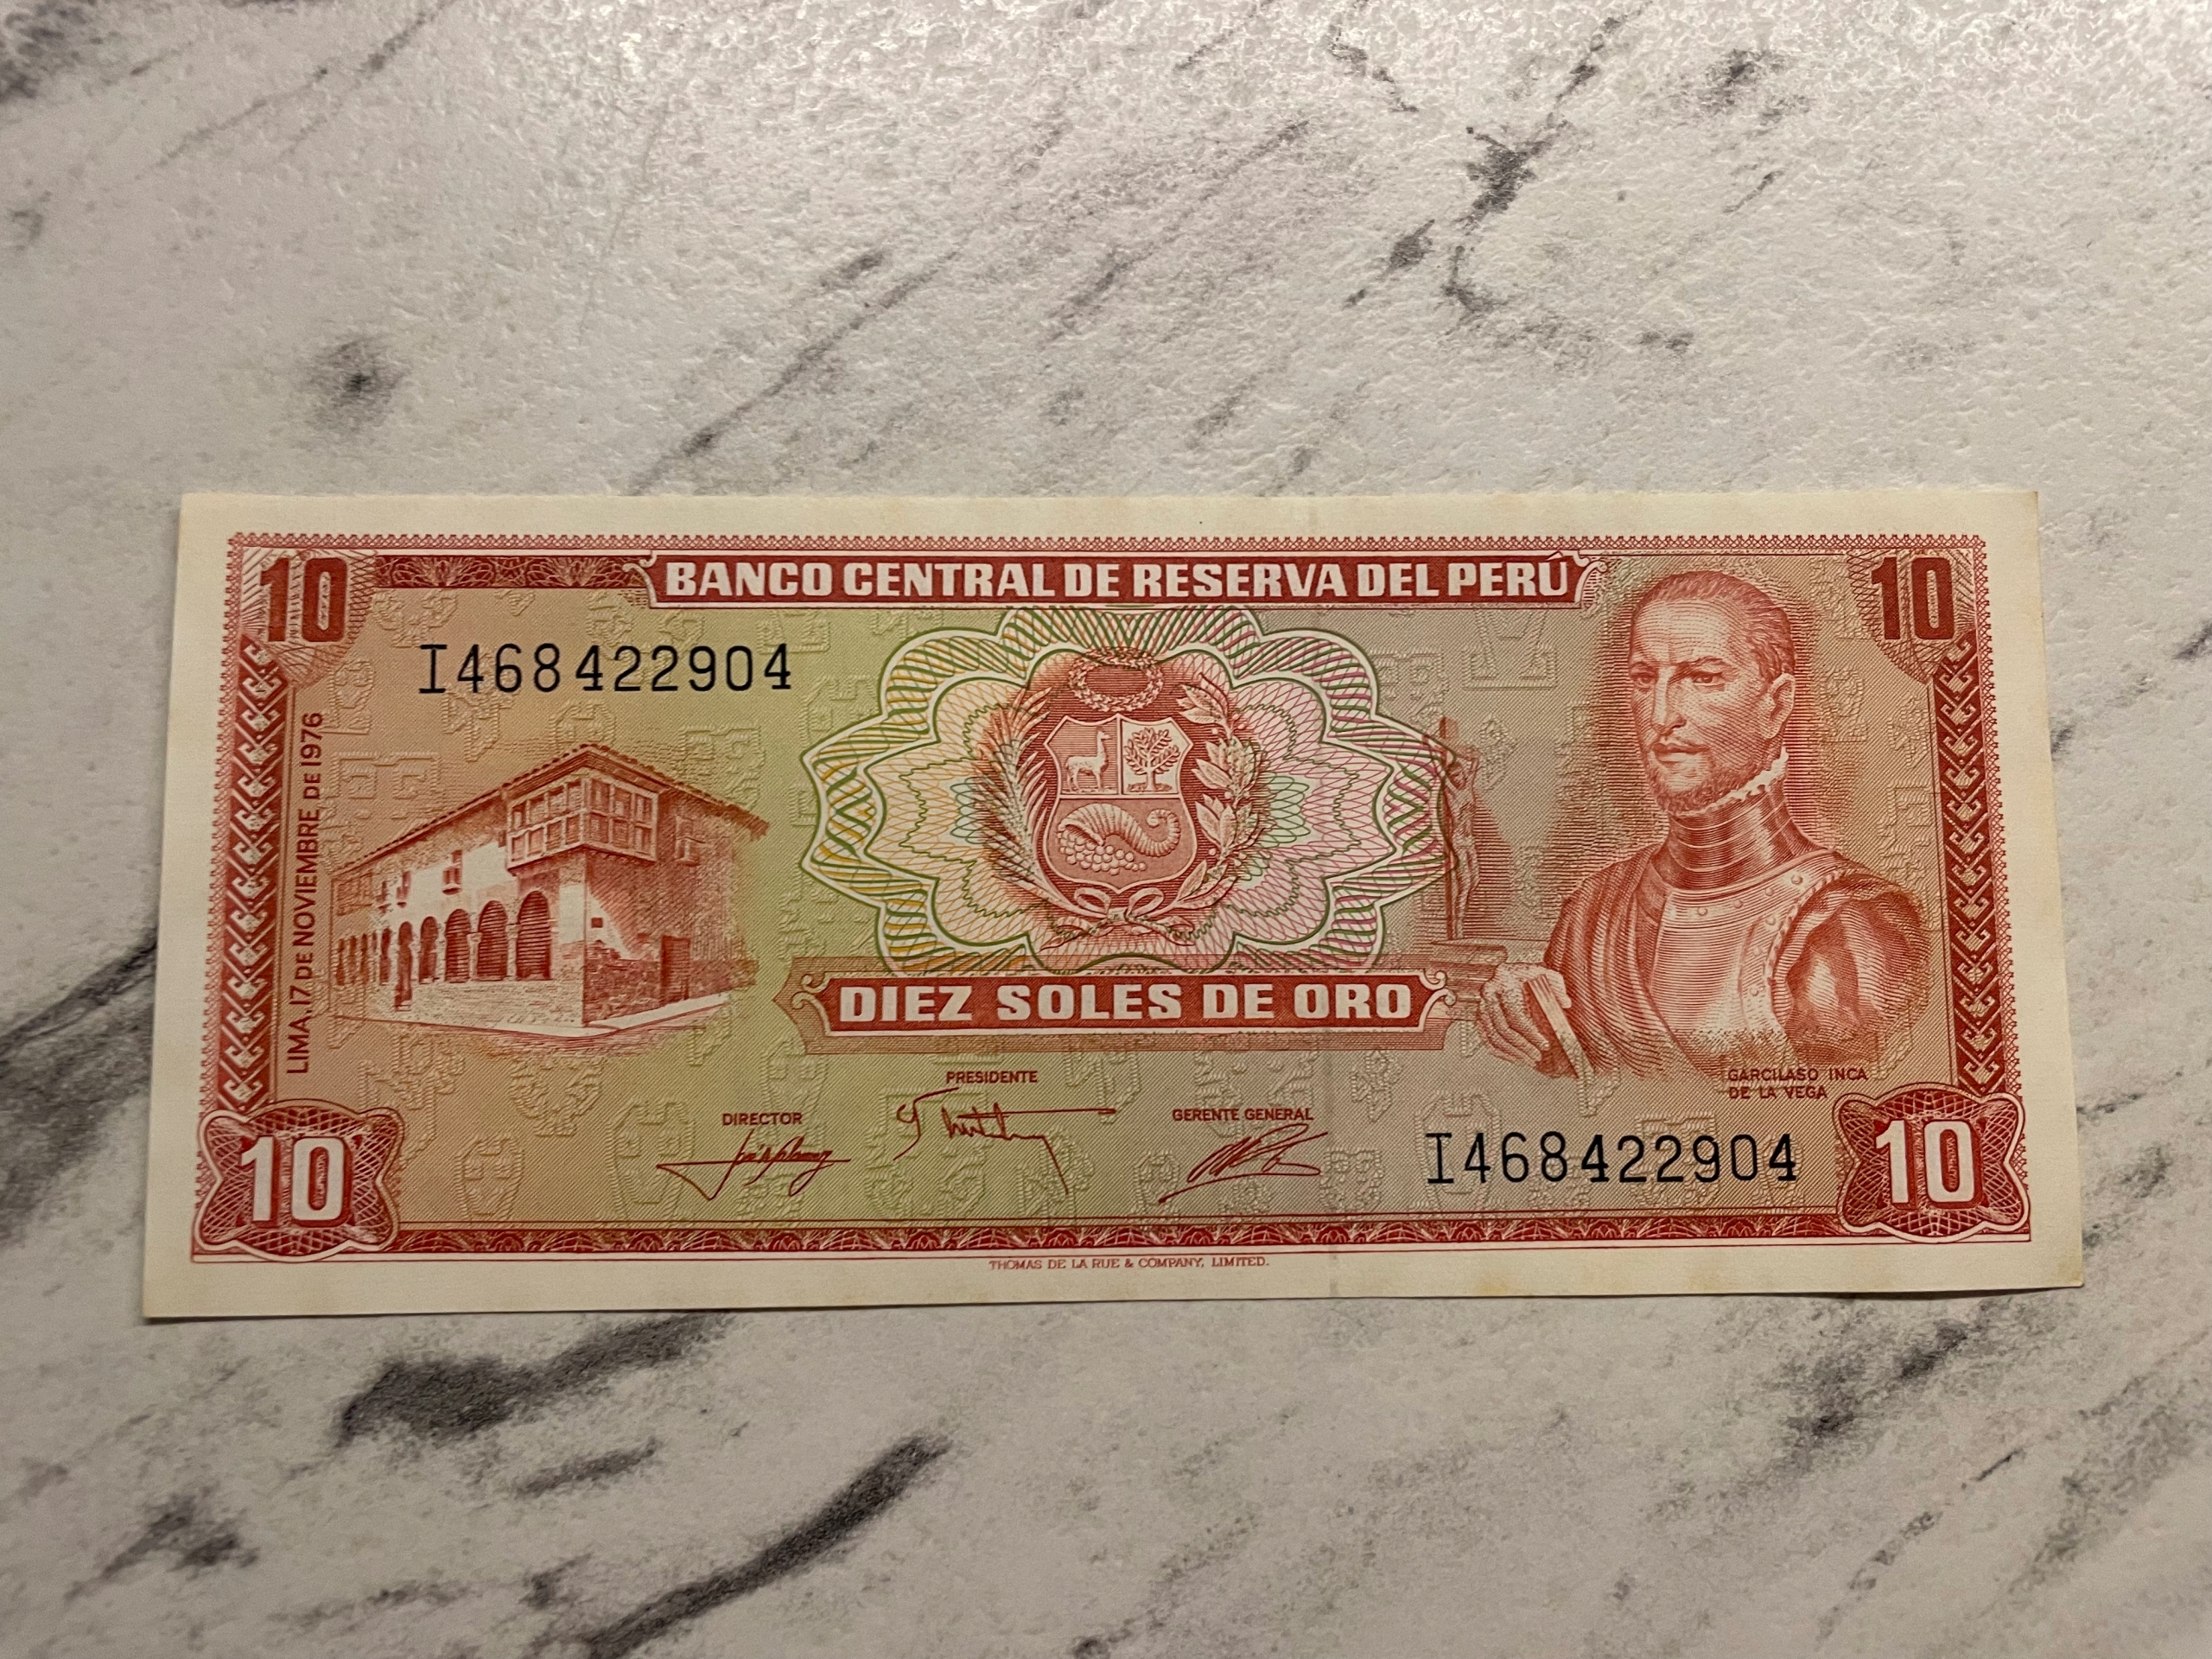 10
BANCO CENTRAL DE RESERVA DEL PERÚ
10
I468422904
LIMA, 17 DE NOVIEMBRE DE 1976
DIEZ SOLES DE ORO
GARCILASO INCA
DE LA VEGA
PRESIDENTE
DIRECTOR
GERENTE GENERAL
I468422904
10
10
THOMAS DE LA RUE & COMPANY, LIMITED.